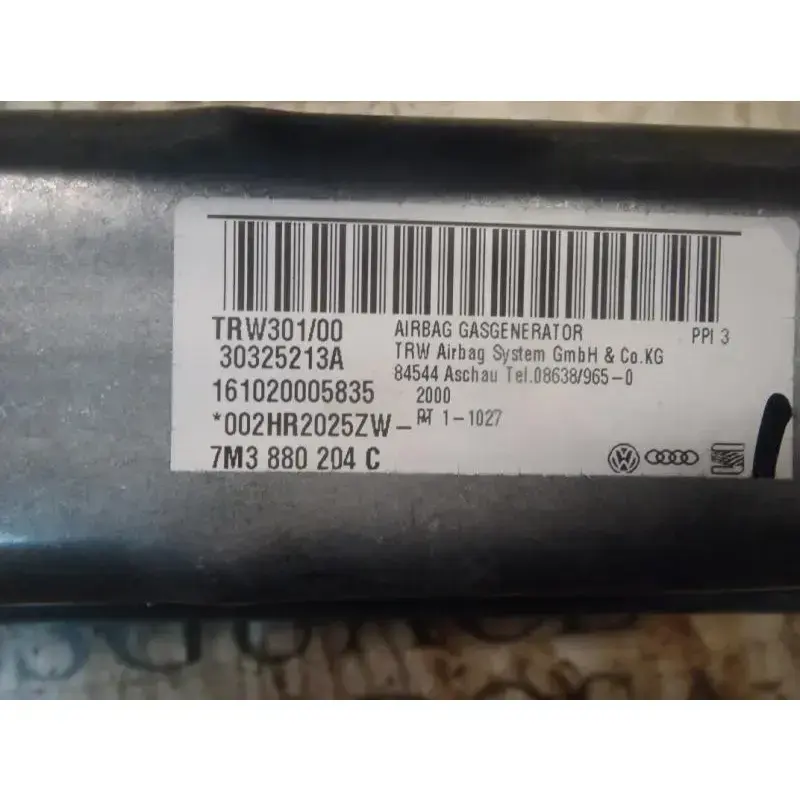 TRW301/00
30325213A
161020005835
*002HR2025ZW-
7M3 880 204 C
AIRBAG GASGENERATOR PPI 3
TRW Airbag System GmbH & Co.KG
84544 Aschau Tel.08638/965-0
2000
1-1027